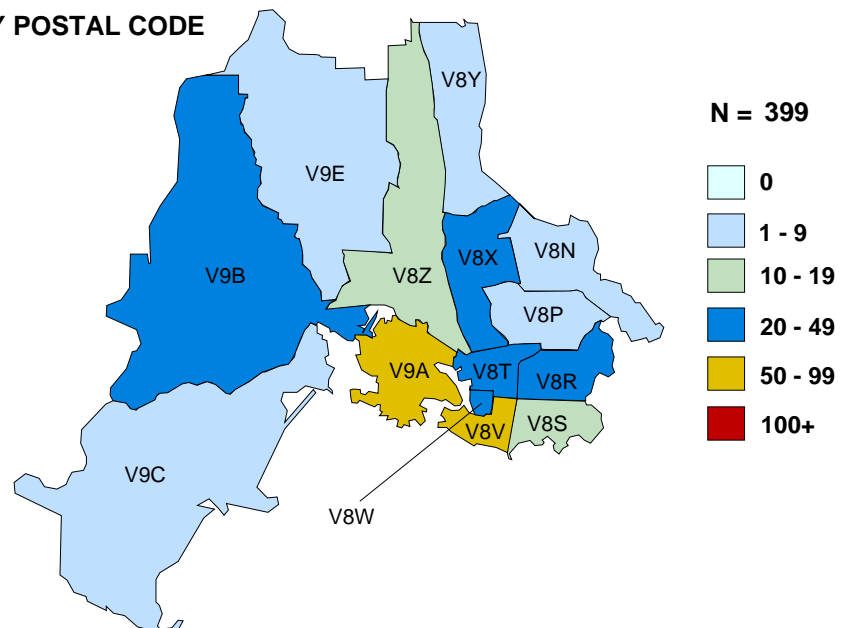 Y POSTAL CODE
V8Y
N = 399
V9E
0
1 - 9
V8N
V9B
V8Z
V8X
10 - 19
V8P
20 - 49
V9A
V8T
V8R
50 - 99
V8V
V8S
100+
V9C
V8W